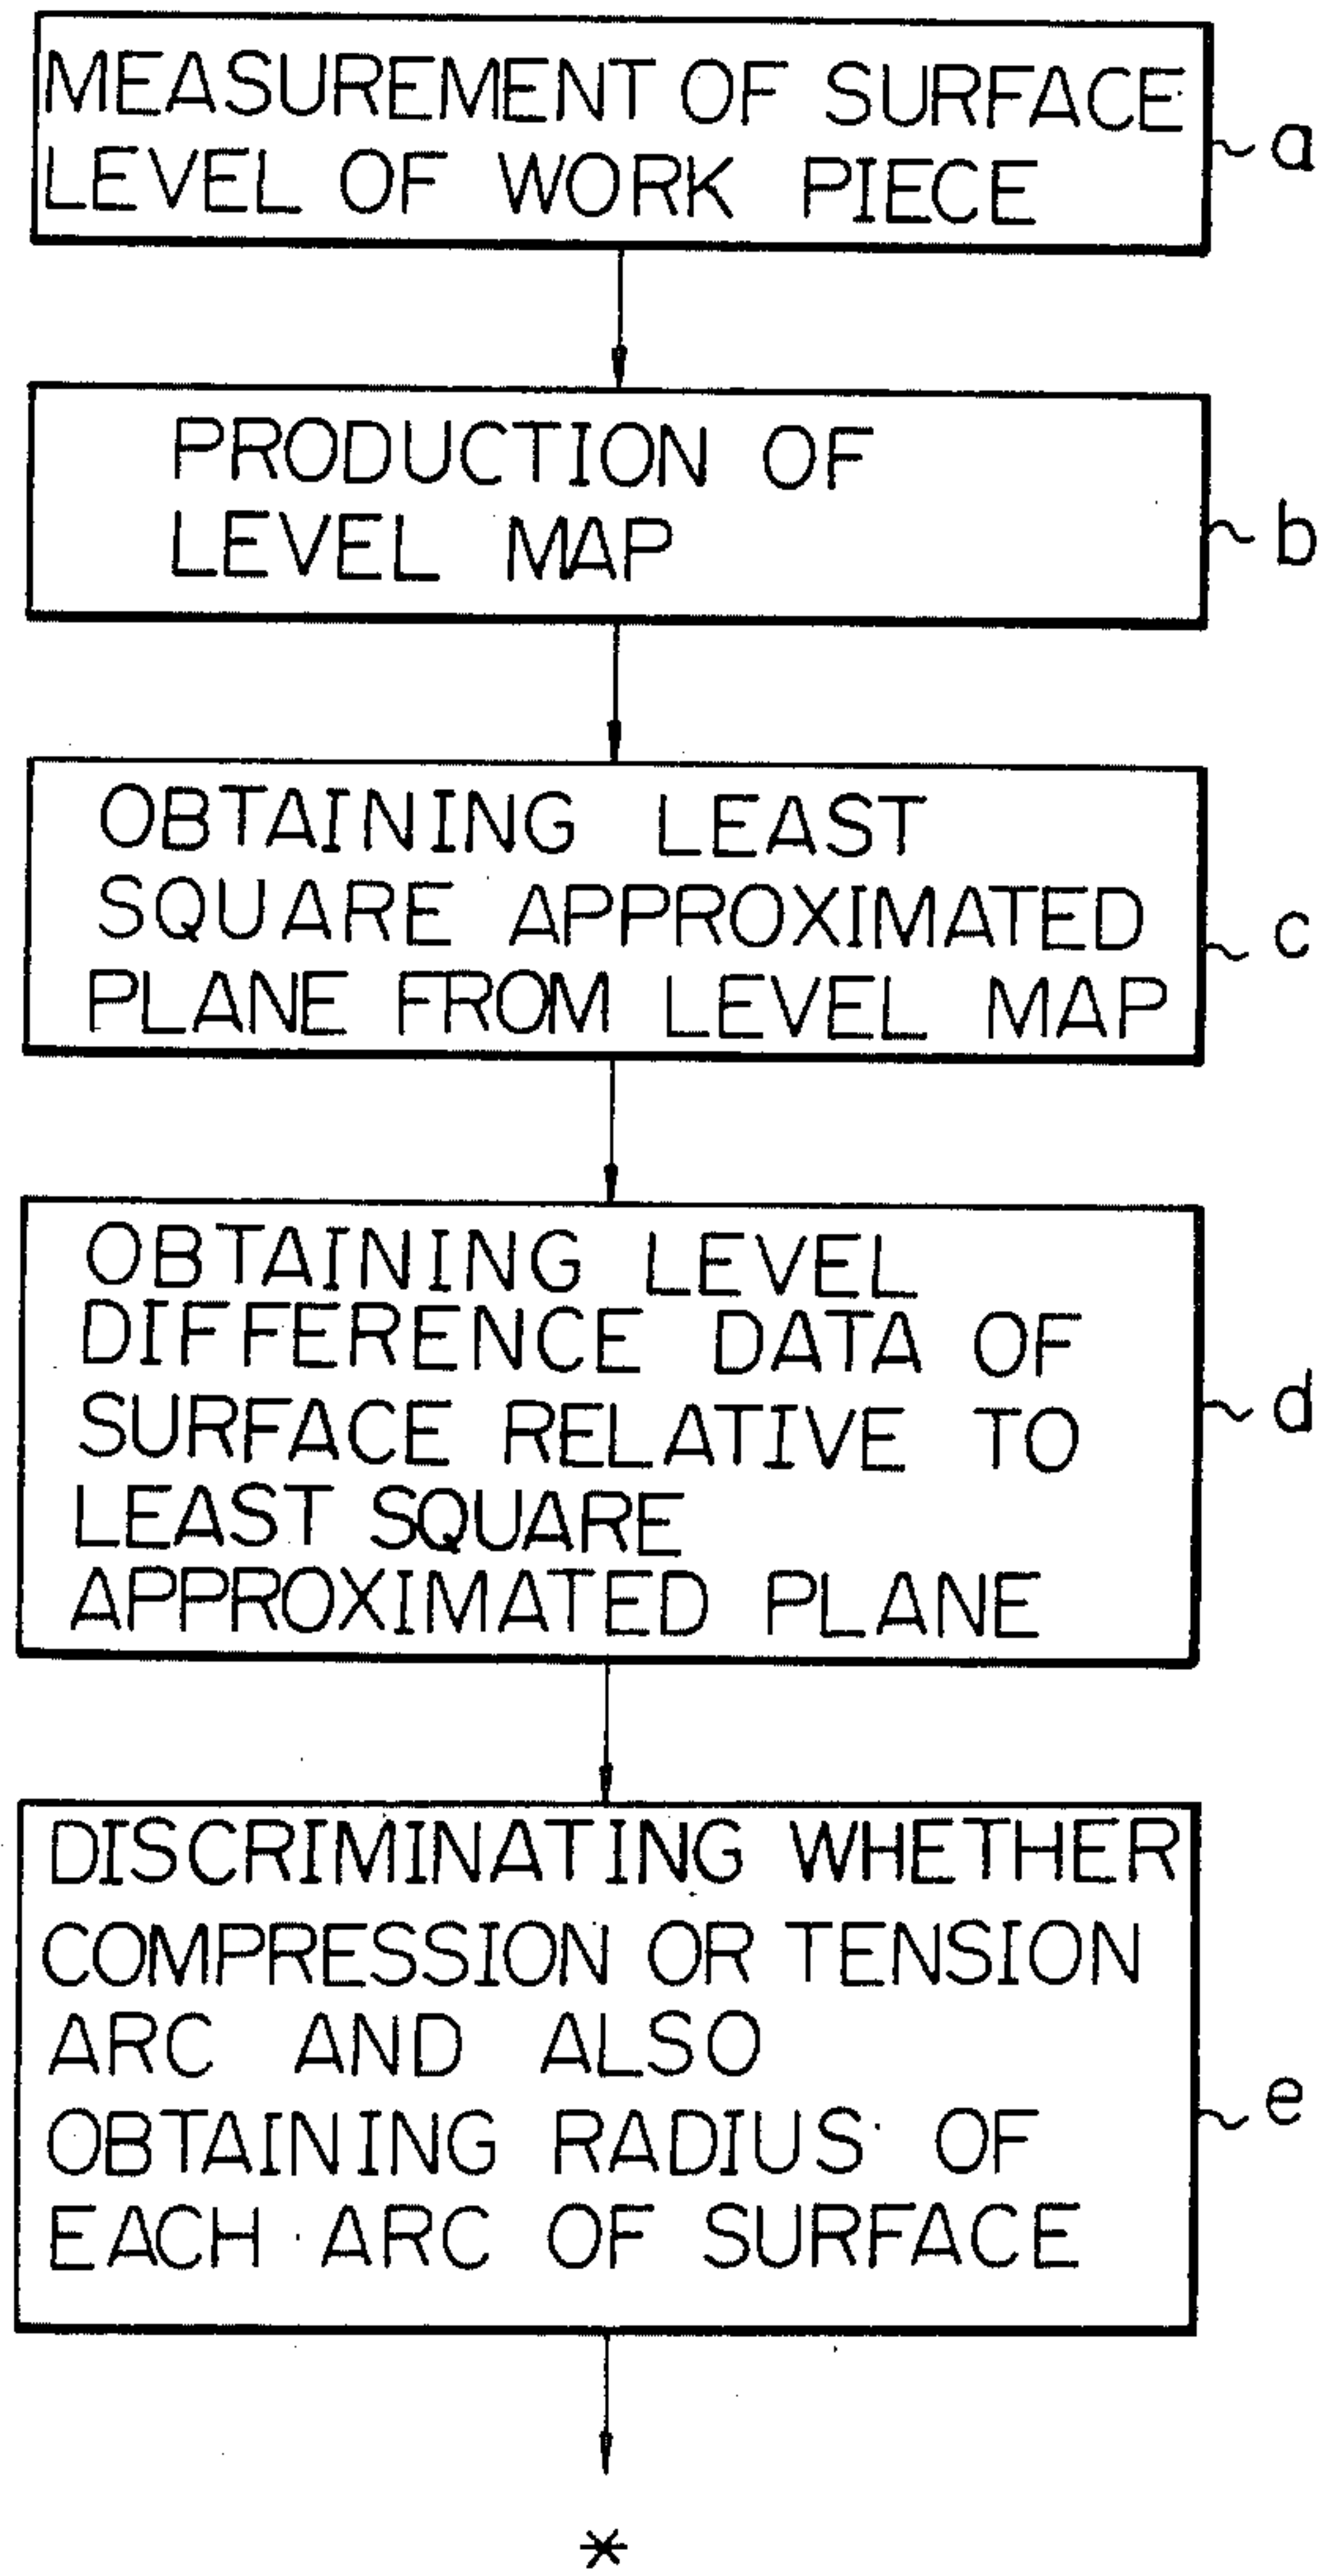 MEASUREMENT OF SURFACE
LEVEL OF WORK PIECE
a
PRODUCTION OF
LEVEL MAP
b
OBTAINING LEAST
SQUARE APPROXIMATED
PLANE FROM LEVEL MAP
c
OBTAINING LEVEL
DIFFERENCE DATA OF
SURFACE RELATIVE TO
LEAST SQUARE
APPROXIMATED PLANE
d
DISCRIMINATING WHETHER
COMPRESSION OR TENSION
ARC AND ALSO
OBTAINING RADIUS OF
EACH ARC OF SURFACE
e
*